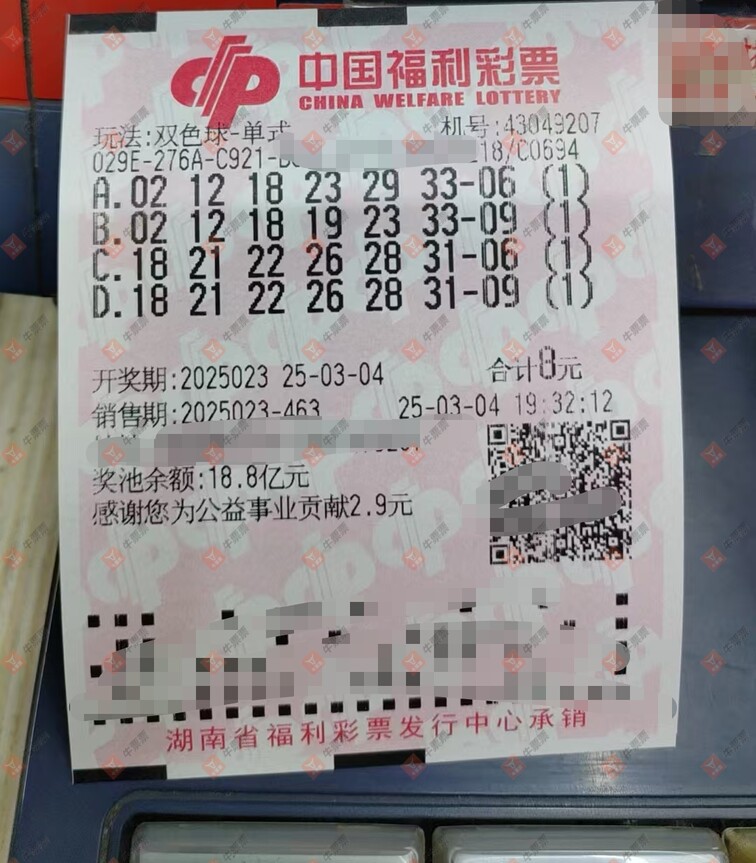 中国福利彩票
CHINA WELFARE LOTTERY
玩法:双色球-单式 机号:43049207
029E-276A-C921- 218/C0694
A.02 12 18 23 29 33-06 (1)
B.02 12 18 19 23 33-09 (1)
C.18 21 22 26 28 31-06 (1)
D.18 21 22 26 28 31-09 (1)
开奖期:2025023 25-03-04 合计8元
销售期:2025023-463 25-03-04 19:32:12
奖池余额:18.8亿元
感谢您为公益事业贡献2.9元
湖南省福利彩票发行中心承销
牛票票